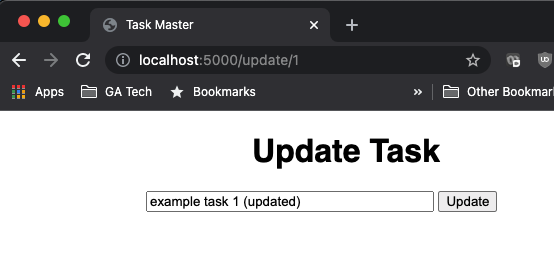 Task Master
localhost:5000/update/1
Apps GA Tech Bookmarks » Other Bookmar
Update Task
example task 1 (updated) Update